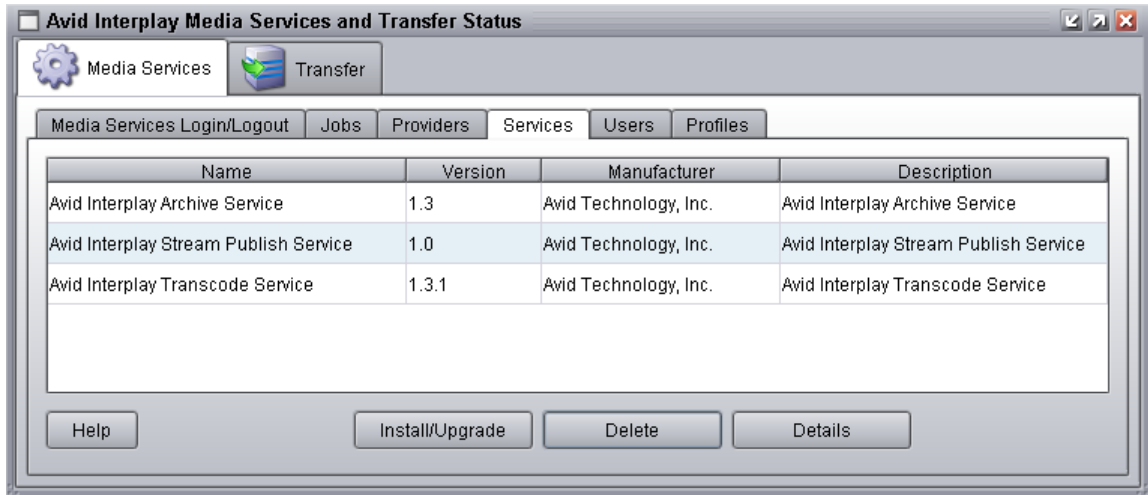 Avid Interplay Media Services and Transfer Status
Media Services Transfer
Media Services Login/Logout Jobs Providers Services Users Profiles
Name Version Manufacturer Description
Avid Interplay Archive Service 1.3 Avid Technology, Inc. Avid Interplay Archive Service
Avid Interplay Stream Publish Service 1.0 Avid Technology, Inc. Avid Interplay Stream Publish Service
Avid Interplay Transcode Service 1.3.1 Avid Technology, Inc. Avid Interplay Transcode Service
Help Install/Upgrade Delete Details